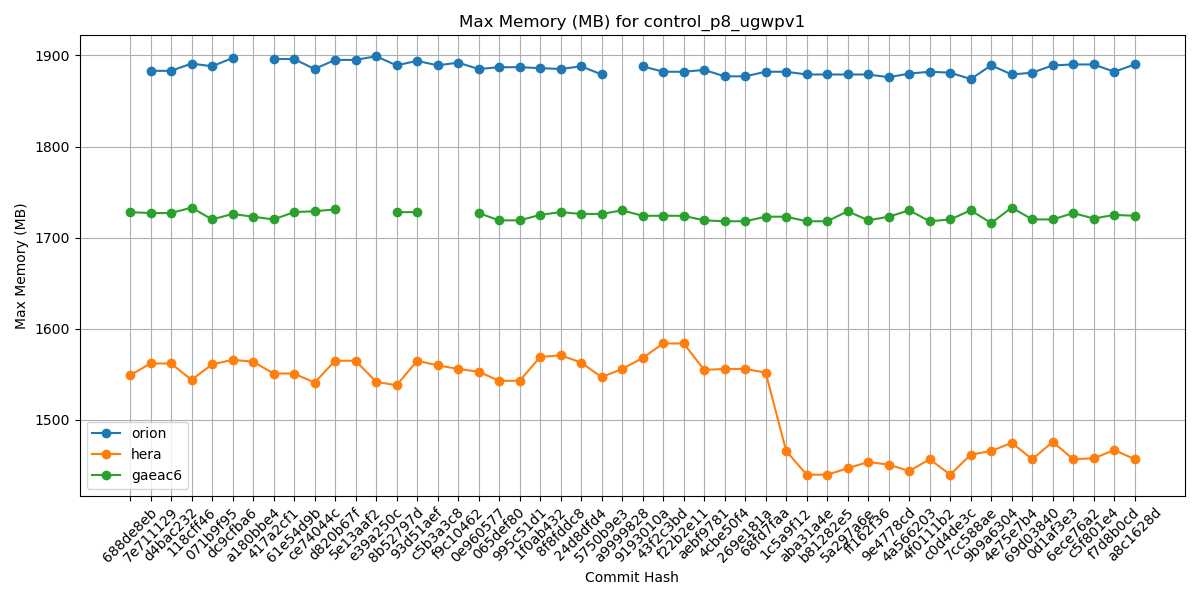 Max Memory (MB) for control_p8_ugwpv1
Max Memory (MB)
1900
1800
1700
1600
1500
orion
hera
gaeac6
688de8eb
7e711129
d4bac232
118cff46
071b9f95
dc9cfba6
a180bbe4
417a2cf1
61e54d9b
ce74044c
d820b67f
5e13aaf2
e39a250c
8b52797d
93d51aef
c5b3a3c8
f9c10462
0e960577
065def80
995c51d1
1f0ab432
8f8fddc8
24d8dfd4
5750b9e3
a9999828
9193010a
43f2c3bd
f22b2e11
aebf9781
4cbe50f4
269e181a
68fd7faa
1c5a9f12
aba31a4e
b81282e5
5a297a6e
ff162f36
9e4778cd
4a566203
4f0111b2
c0d4de3c
7cc588ae
9b9a6304
4e75e7b4
69d03840
0d1af3e3
6ece76a2
c5f801e4
f7d8b0cd
a8c1628d
Commit Hash